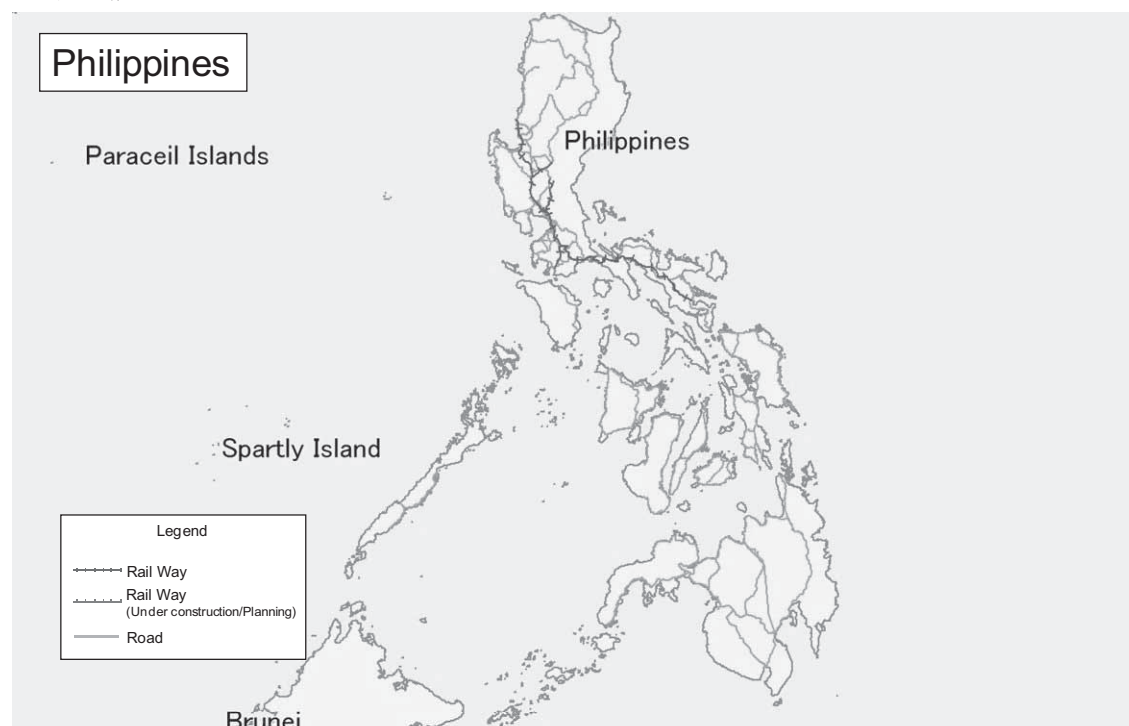 Philippines
Philippines
Paraceil Islands
Spartly Island
Legend
Rail Way
Rail Way
(Under construction/Planning)
Road
Brunei